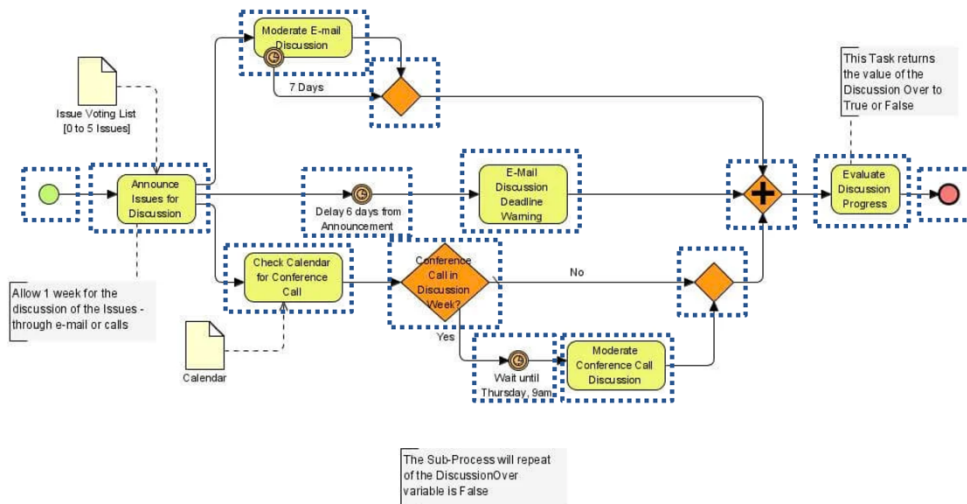 Moderate E-mail
Discussion
7 Days
This Task returns
the value of the
Discussion Over to
True or False
Issue Voting List
[0 to 5 Issues]
Announce
Issues for
Discussion
Delay 6 days from
Announcement
E-Mail
Discussion
Deadline
Warning
Evaluate
Discussion
Progress
Check Calendar
for Conference
Call
Conference
Call in
Discussion
Week?
No
Yes
Allow 1 week for the
discussion of the Issues -
through e-mail or calls
Calendar
Wait until
Thursday, 9am
Moderate
Conference Call
Discussion
The Sub-Process will repeat
of the DiscussionOver
variable is False